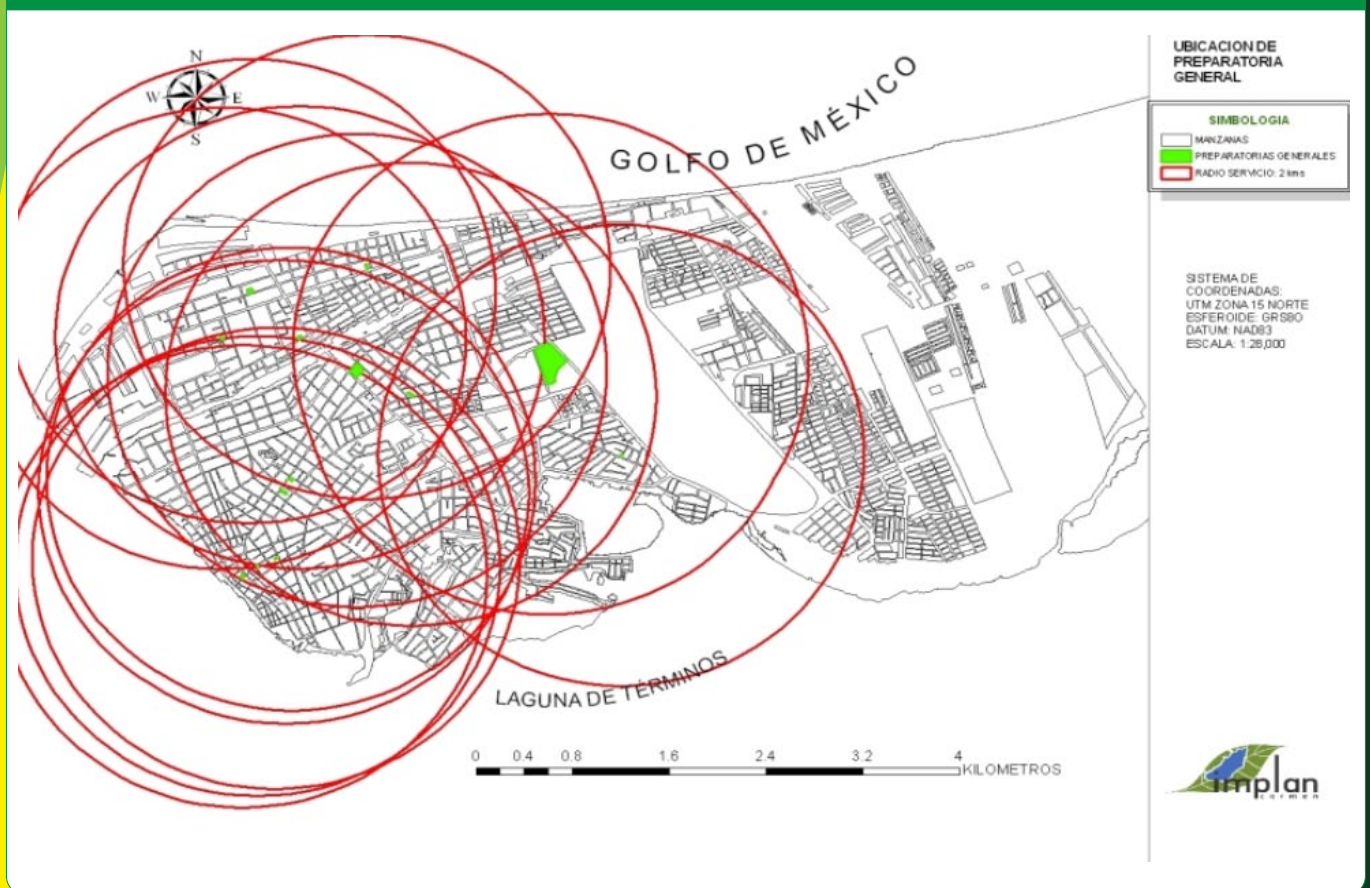 N
W E
S
GOLFO DE MÉXICO
LAGUNA DE TÉRMINOS
0 0.4 0.8 1.6 2.4 3.2 4
KILOMETROS
UBICACION DE
PREPARATORIA
GENERAL
SIMBOLOGIA
MANZANAS
PREPARATORIAS GENERALES
RADIO SERVICIO: 2 kms
SISTEMA DE
COORDENADAS:
UTM ZONA 15 NORTE
ESFEROIDE: GRS80
DATUM: NAD83
ESCALA: 1:28,000
implan
carmen